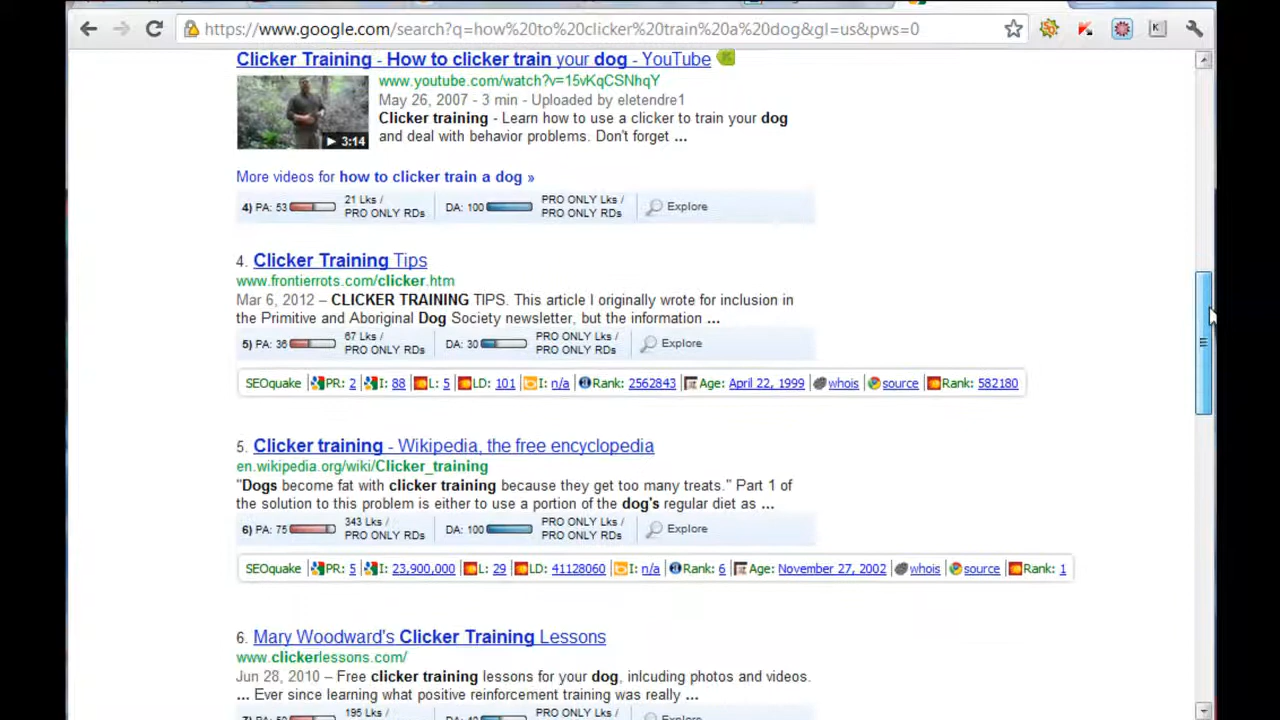 https://www.google.com/search?q=how%20to%20clicker%20train%20a%20dog&gl=us&pws=0
Clicker Training - How to clicker train your dog - YouTube
www.youtube.com/watch?v=15vKqCSNhqY
May 26, 2007 - 3 min - Uploaded by eletendre1
Clicker training - Learn how to use a clicker to train your dog
and deal with behavior problems. Don't forget ...
3:14
More videos for how to clicker train a dog »
4) PA: 53 21 Lks / PRO ONLY RDs DA: 100 PRO ONLY Lks / PRO ONLY RDs Explore
4. Clicker Training Tips
www.frontierrots.com/clicker.htm
Mar 6, 2012 – CLICKER TRAINING TIPS. This article I originally wrote for inclusion in
the Primitive and Aboriginal Dog Society newsletter, but the information ...
5) PA: 36 67 Lks / PRO ONLY RDs DA: 30 PRO ONLY Lks / PRO ONLY RDs Explore
SEOquake PR: 2 I: 88 L: 5 LD: 101 I: n/a Rank: 2562843 Age: April 22, 1999 whois source Rank: 582180
5. Clicker training - Wikipedia, the free encyclopedia
en.wikipedia.org/wiki/Clicker_training
"Dogs become fat with clicker training because they get too many treats." Part 1 of
the solution to this problem is either to use a portion of the dog's regular diet as ...
6) PA: 75 343 Lks / PRO ONLY RDs DA: 100 PRO ONLY Lks / PRO ONLY RDs Explore
SEOquake PR: 5 I: 23,900,000 L: 29 LD: 41128060 I: n/a Rank: 6 Age: November 27, 2002 whois source Rank: 1
6. Mary Woodward's Clicker Training Lessons
www.clickerlessons.com/
Jun 28, 2010 – Free clicker training lessons for your dog, inlcuding photos and videos.
... Ever since learning what positive reinforcement training was really ...
195 Lks / PRO ONLY Lks /